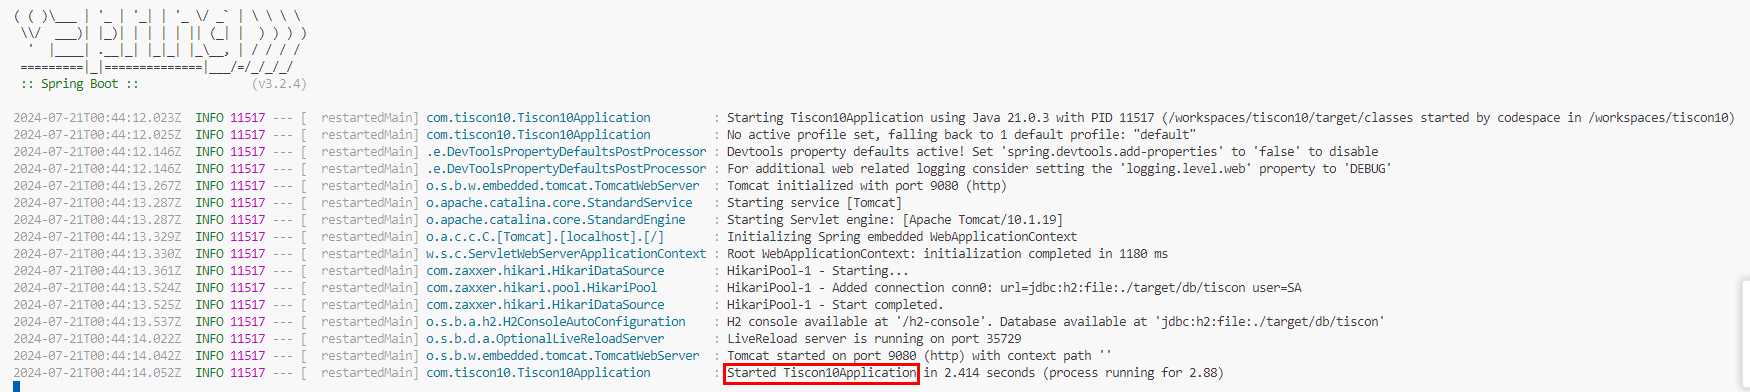 ( ( )\___ | '_ | '_| | '_ \/ _` | \ \ \ \
 \\/  ___)| |_)| | | | | || (_| |  ) ) ) )
  '  |____| .__|_| |_|_| |_\__, | / / / /
 =========|_|==============|___/=/_/_/_/
 :: Spring Boot ::                (v3.2.4)
2024-07-21T00:44:12.023Z  INFO 11517 --- [  restartedMain] com.tiscon10.Tiscon10Application         : Starting Tiscon10Application using Java 21.0.3 with PID 11517 (/workspaces/tiscon10/target/classes started by codespace in /workspaces/tiscon10)
2024-07-21T00:44:12.025Z  INFO 11517 --- [  restartedMain] com.tiscon10.Tiscon10Application         : No active profile set, falling back to 1 default profile: "default"
2024-07-21T00:44:12.146Z  INFO 11517 --- [  restartedMain] .e.DevToolsPropertyDefaultsPostProcessor : Devtools property defaults active! Set 'spring.devtools.add-properties' to 'false' to disable
2024-07-21T00:44:12.146Z  INFO 11517 --- [  restartedMain] .e.DevToolsPropertyDefaultsPostProcessor : For additional web related logging consider setting the 'logging.level.web' property to 'DEBUG'
2024-07-21T00:44:13.267Z  INFO 11517 --- [  restartedMain] o.s.b.w.embedded.tomcat.TomcatWebServer  : Tomcat initialized with port 9080 (http)
2024-07-21T00:44:13.287Z  INFO 11517 --- [  restartedMain] o.apache.catalina.core.StandardService   : Starting service [Tomcat]
2024-07-21T00:44:13.287Z  INFO 11517 --- [  restartedMain] o.apache.catalina.core.StandardEngine    : Starting Servlet engine: [Apache Tomcat/10.1.19]
2024-07-21T00:44:13.329Z  INFO 11517 --- [  restartedMain] o.a.c.c.C.[Tomcat].[localhost].[/]       : Initializing Spring embedded WebApplicationContext
2024-07-21T00:44:13.330Z  INFO 11517 --- [  restartedMain] w.s.c.ServletWebServerApplicationContext : Root WebApplicationContext: initialization completed in 1180 ms
2024-07-21T00:44:13.361Z  INFO 11517 --- [  restartedMain] com.zaxxer.hikari.HikariDataSource       : HikariPool-1 - Starting...
2024-07-21T00:44:13.524Z  INFO 11517 --- [  restartedMain] com.zaxxer.hikari.pool.HikariPool        : HikariPool-1 - Added connection conn0: url=jdbc:h2:file:./target/db/tiscon user=SA
2024-07-21T00:44:13.525Z  INFO 11517 --- [  restartedMain] com.zaxxer.hikari.HikariDataSource       : HikariPool-1 - Start completed.
2024-07-21T00:44:13.537Z  INFO 11517 --- [  restartedMain] o.s.b.a.h2.H2ConsoleAutoConfiguration    : H2 console available at '/h2-console'. Database available at 'jdbc:h2:file:./target/db/tiscon'
2024-07-21T00:44:14.022Z  INFO 11517 --- [  restartedMain] o.s.b.d.a.OptionalLiveReloadServer       : LiveReload server is running on port 35729
2024-07-21T00:44:14.042Z  INFO 11517 --- [  restartedMain] o.s.b.w.embedded.tomcat.TomcatWebServer  : Tomcat started on port 9080 (http) with context path ''
2024-07-21T00:44:14.052Z  INFO 11517 --- [  restartedMain] com.tiscon10.Tiscon10Application         : Started Tiscon10Application in 2.414 seconds (process running for 2.88)